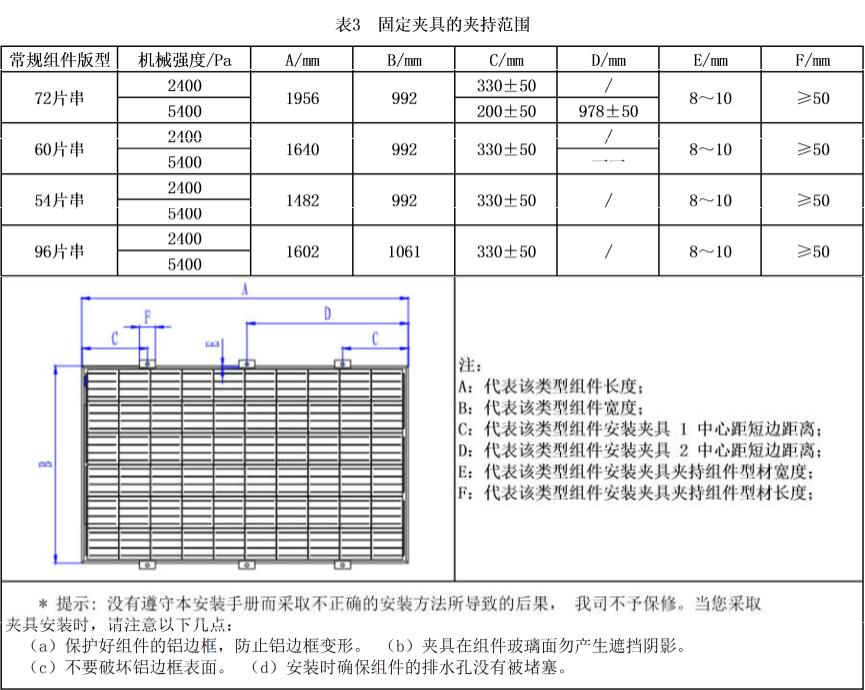 表3 固定夹具的夹持范围
常规组件版型 机械强度/Pa A/mm B/mm C/mm D/mm E/mm F/mm
72片串 2400 1956 992 330±50 / 8～10 ≥50
5400 200±50 978±50
60片串 2400 1640 992 330±50 / 8～10 ≥50
5400 一一
54片串 2400 1482 992 330±50 / 8～10 ≥50
5400
96片串 2400 1602 1061 330±50 / 8～10 ≥50
5400
A
F D
C E C
B
注：
A：代表该类型组件长度；
B：代表该类型组件宽度；
C：代表该类型组件安装夹具 1 中心距短边距离；
D：代表该类型组件安装夹具 2 中心距短边距离；
E：代表该类型组件安装夹具夹持组件型材宽度；
F：代表该类型组件安装夹具夹持组件型材长度；
* 提示：没有遵守本安装手册而采取不正确的安装方法所导致的后果， 我司不予保修。当您采取
夹具安装时，请注意以下几点：
（a）保护好组件的铝边框，防止铝边框变形。 （b）夹具在组件玻璃面勿产生遮挡阴影。
（c）不要破坏铝边框表面。 （d）安装时确保组件的排水孔没有被堵塞。